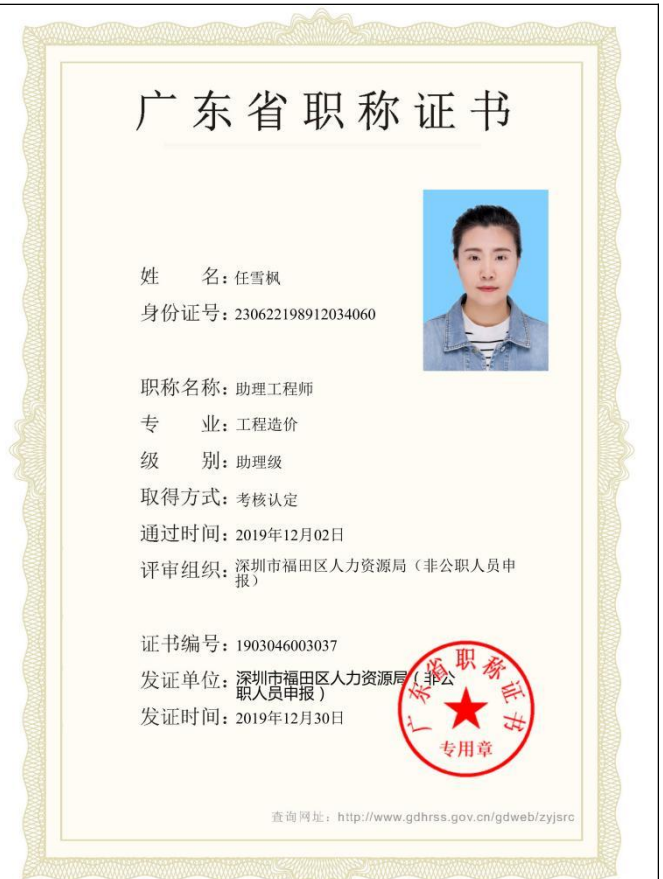 广东省职称证书
姓 名：任雪枫
身份证号：230622198912034060
职称名称：助理工程师
专 业：工程造价
级 别：助理级
取得方式：考核认定
通过时间：2019年12月02日
评审组织：深圳市福田区人力资源局（非公职人员申
报）
证书编号：1903046003037
发证单位：深圳市福田区人力资源局（非公
职人员申报）
发证时间：2019年12月30日
广东省职称证书
专用章
查询网址：http://www.gdhrss.gov.cn/gdweb/zyjsrc